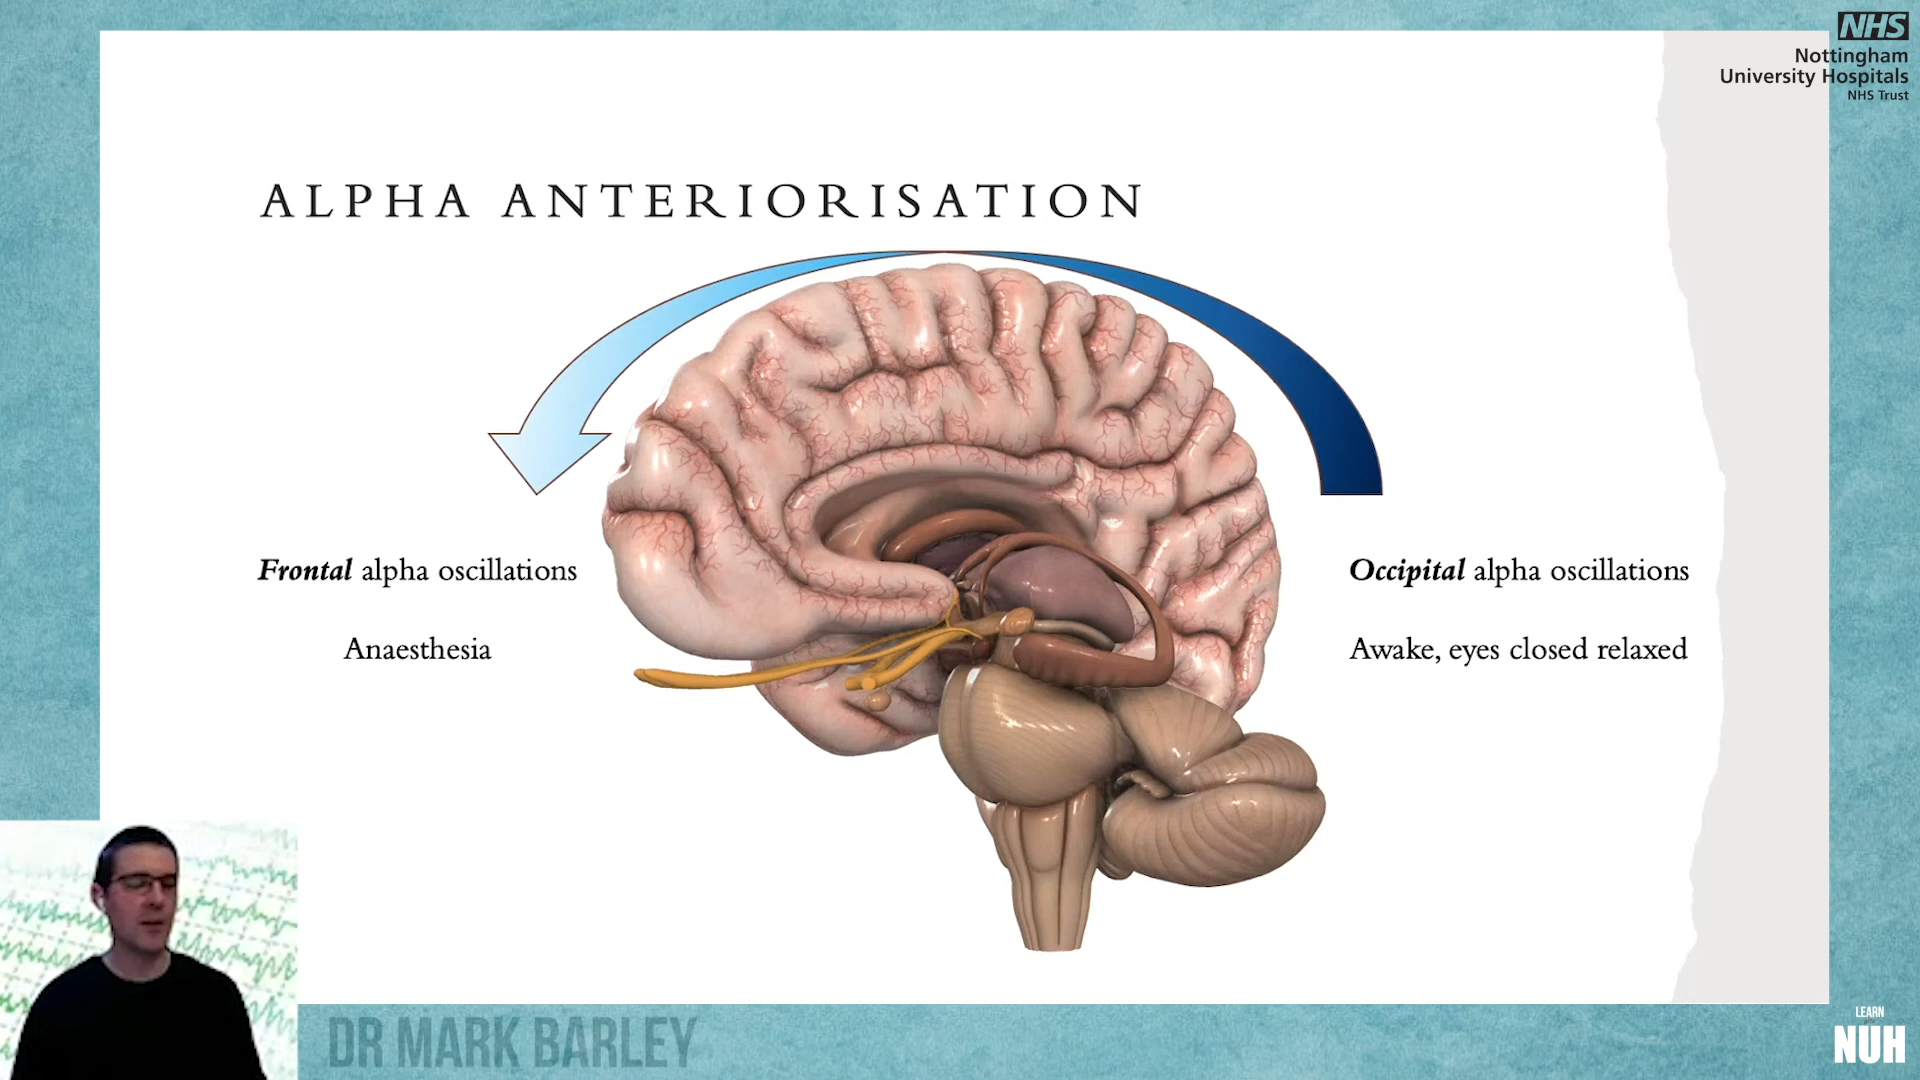 NHS
Nottingham
University Hospitals
NHS Trust
ALPHA ANTERIORISATION
Frontal alpha oscillations
Occipital alpha oscillations
Anaesthesia
Awake, eyes closed relaxed
DR MARK BARLEY
LEARN
NUH